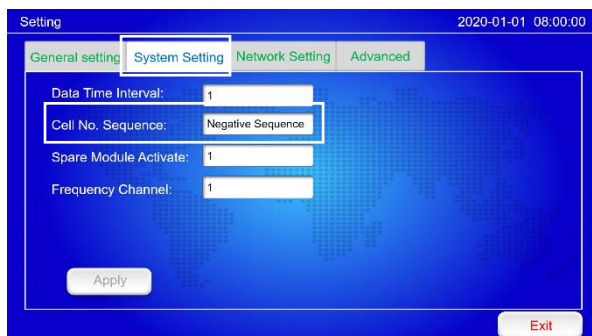 Setting 2020-01-01 08:00:00
General setting System Setting Network Setting Advanced
Data Time Interval: 1
Cell No. Sequence: Negative Sequence
Spare Module Activate: 1
Frequency Channel: 1
Apply
Exit